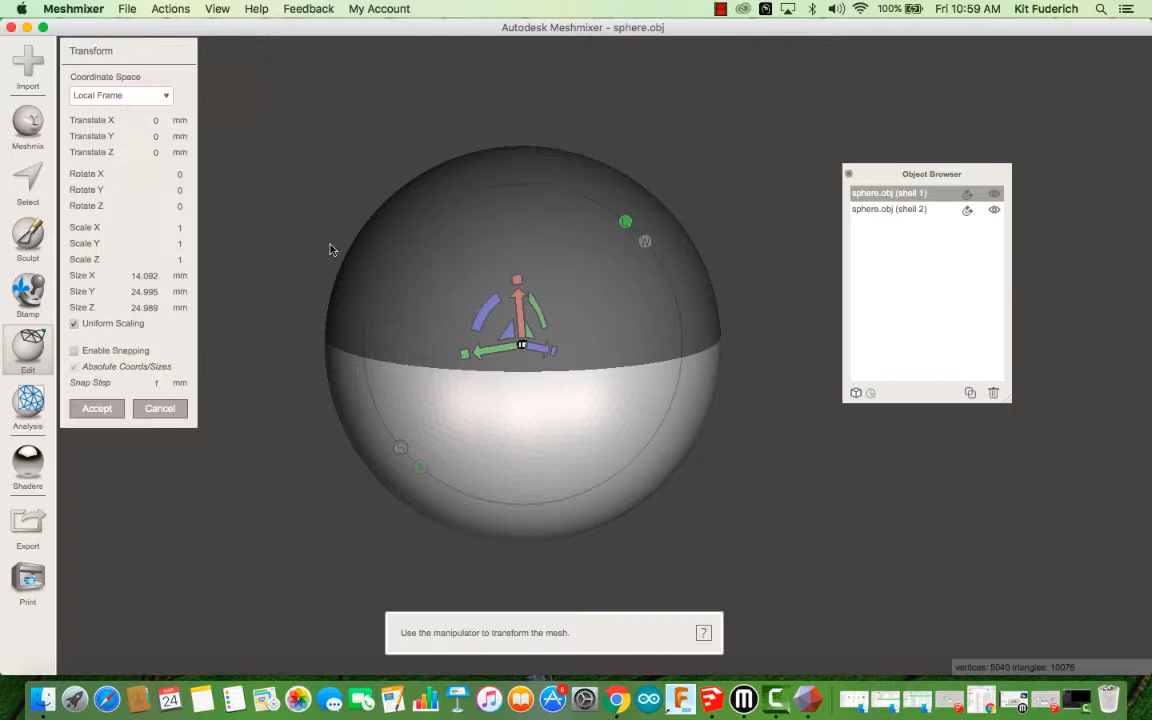 Meshmixer File Actions View Help Feedback My Account 100% Fri 10:59 AM Kit Fuderich
Autodesk Meshmixer - sphere.obj
Import
Meshmix
Select
Sculpt
Stamp
Edit
Analysis
Shaders
Export
Print
Transform
Coordinate Space
Local Frame
Translate X 0 mm
Translate Y 0 mm
Translate Z 0 mm
Rotate X 0
Rotate Y 0
Rotate Z 0
Scale X 1
Scale Y 1
Scale Z 1
Size X 14.092 mm
Size Y 24.995 mm
Size Z 24.989 mm
Uniform Scaling
Enable Snapping
Absolute Coords/Sizes
Snap Step 1 mm
Accept Cancel
L
W
S
Object Browser
sphere.obj (shell 1)
sphere.obj (shell 2)
Use the manipulator to transform the mesh. ?
vertices: 5040 triangles: 10076